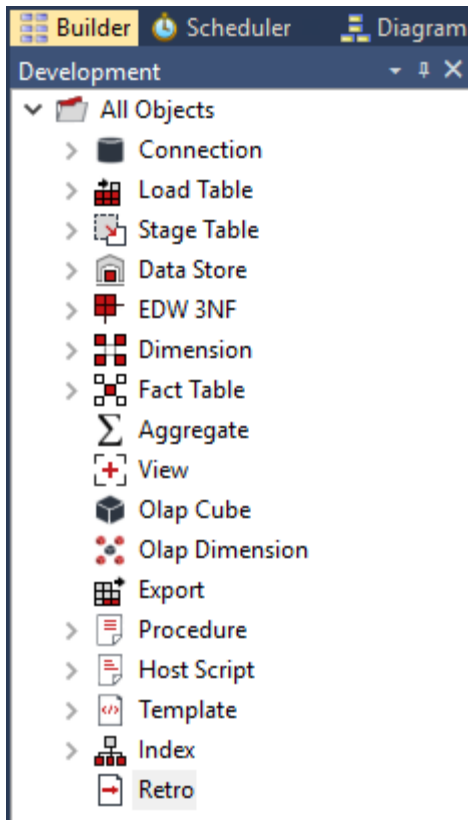 Builder Scheduler Diagram
Development
All Objects
Connection
Load Table
Stage Table
Data Store
EDW 3NF
Dimension
Fact Table
Aggregate
View
Olap Cube
Olap Dimension
Export
Procedure
Host Script
Template
Index
Retro